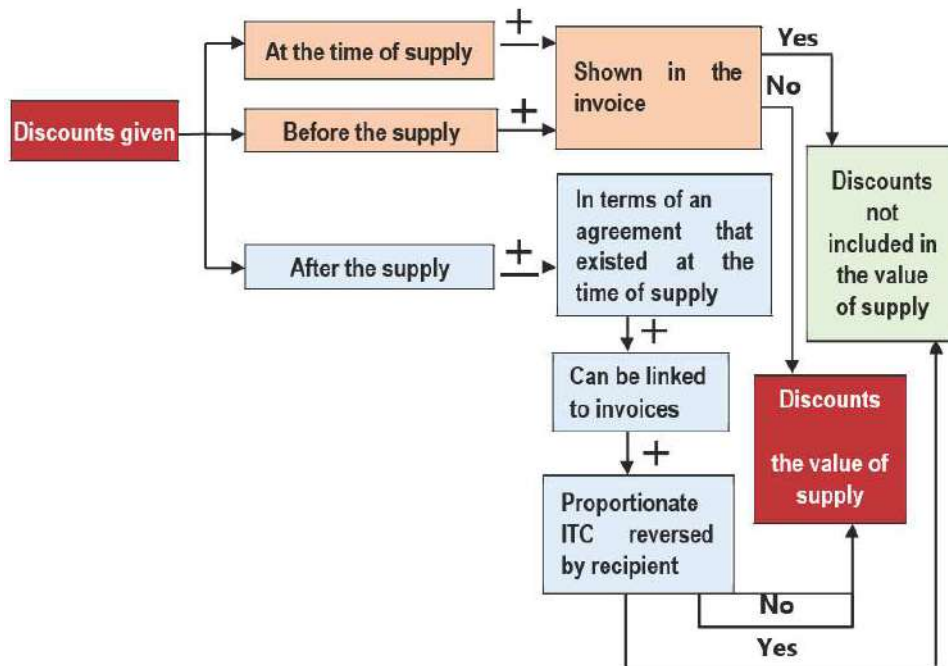 At the time of supply
+
Shown in the
invoice
Yes
No
Discounts given
Before the supply
+
After the supply
+
In terms of an
agreement that
existed at the
time of supply
Discounts
not
included in
the value
of supply
+
Can be linked
to invoices
+
Discounts
the value of
supply
Proportionate
ITC reversed
by recipient
No
Yes